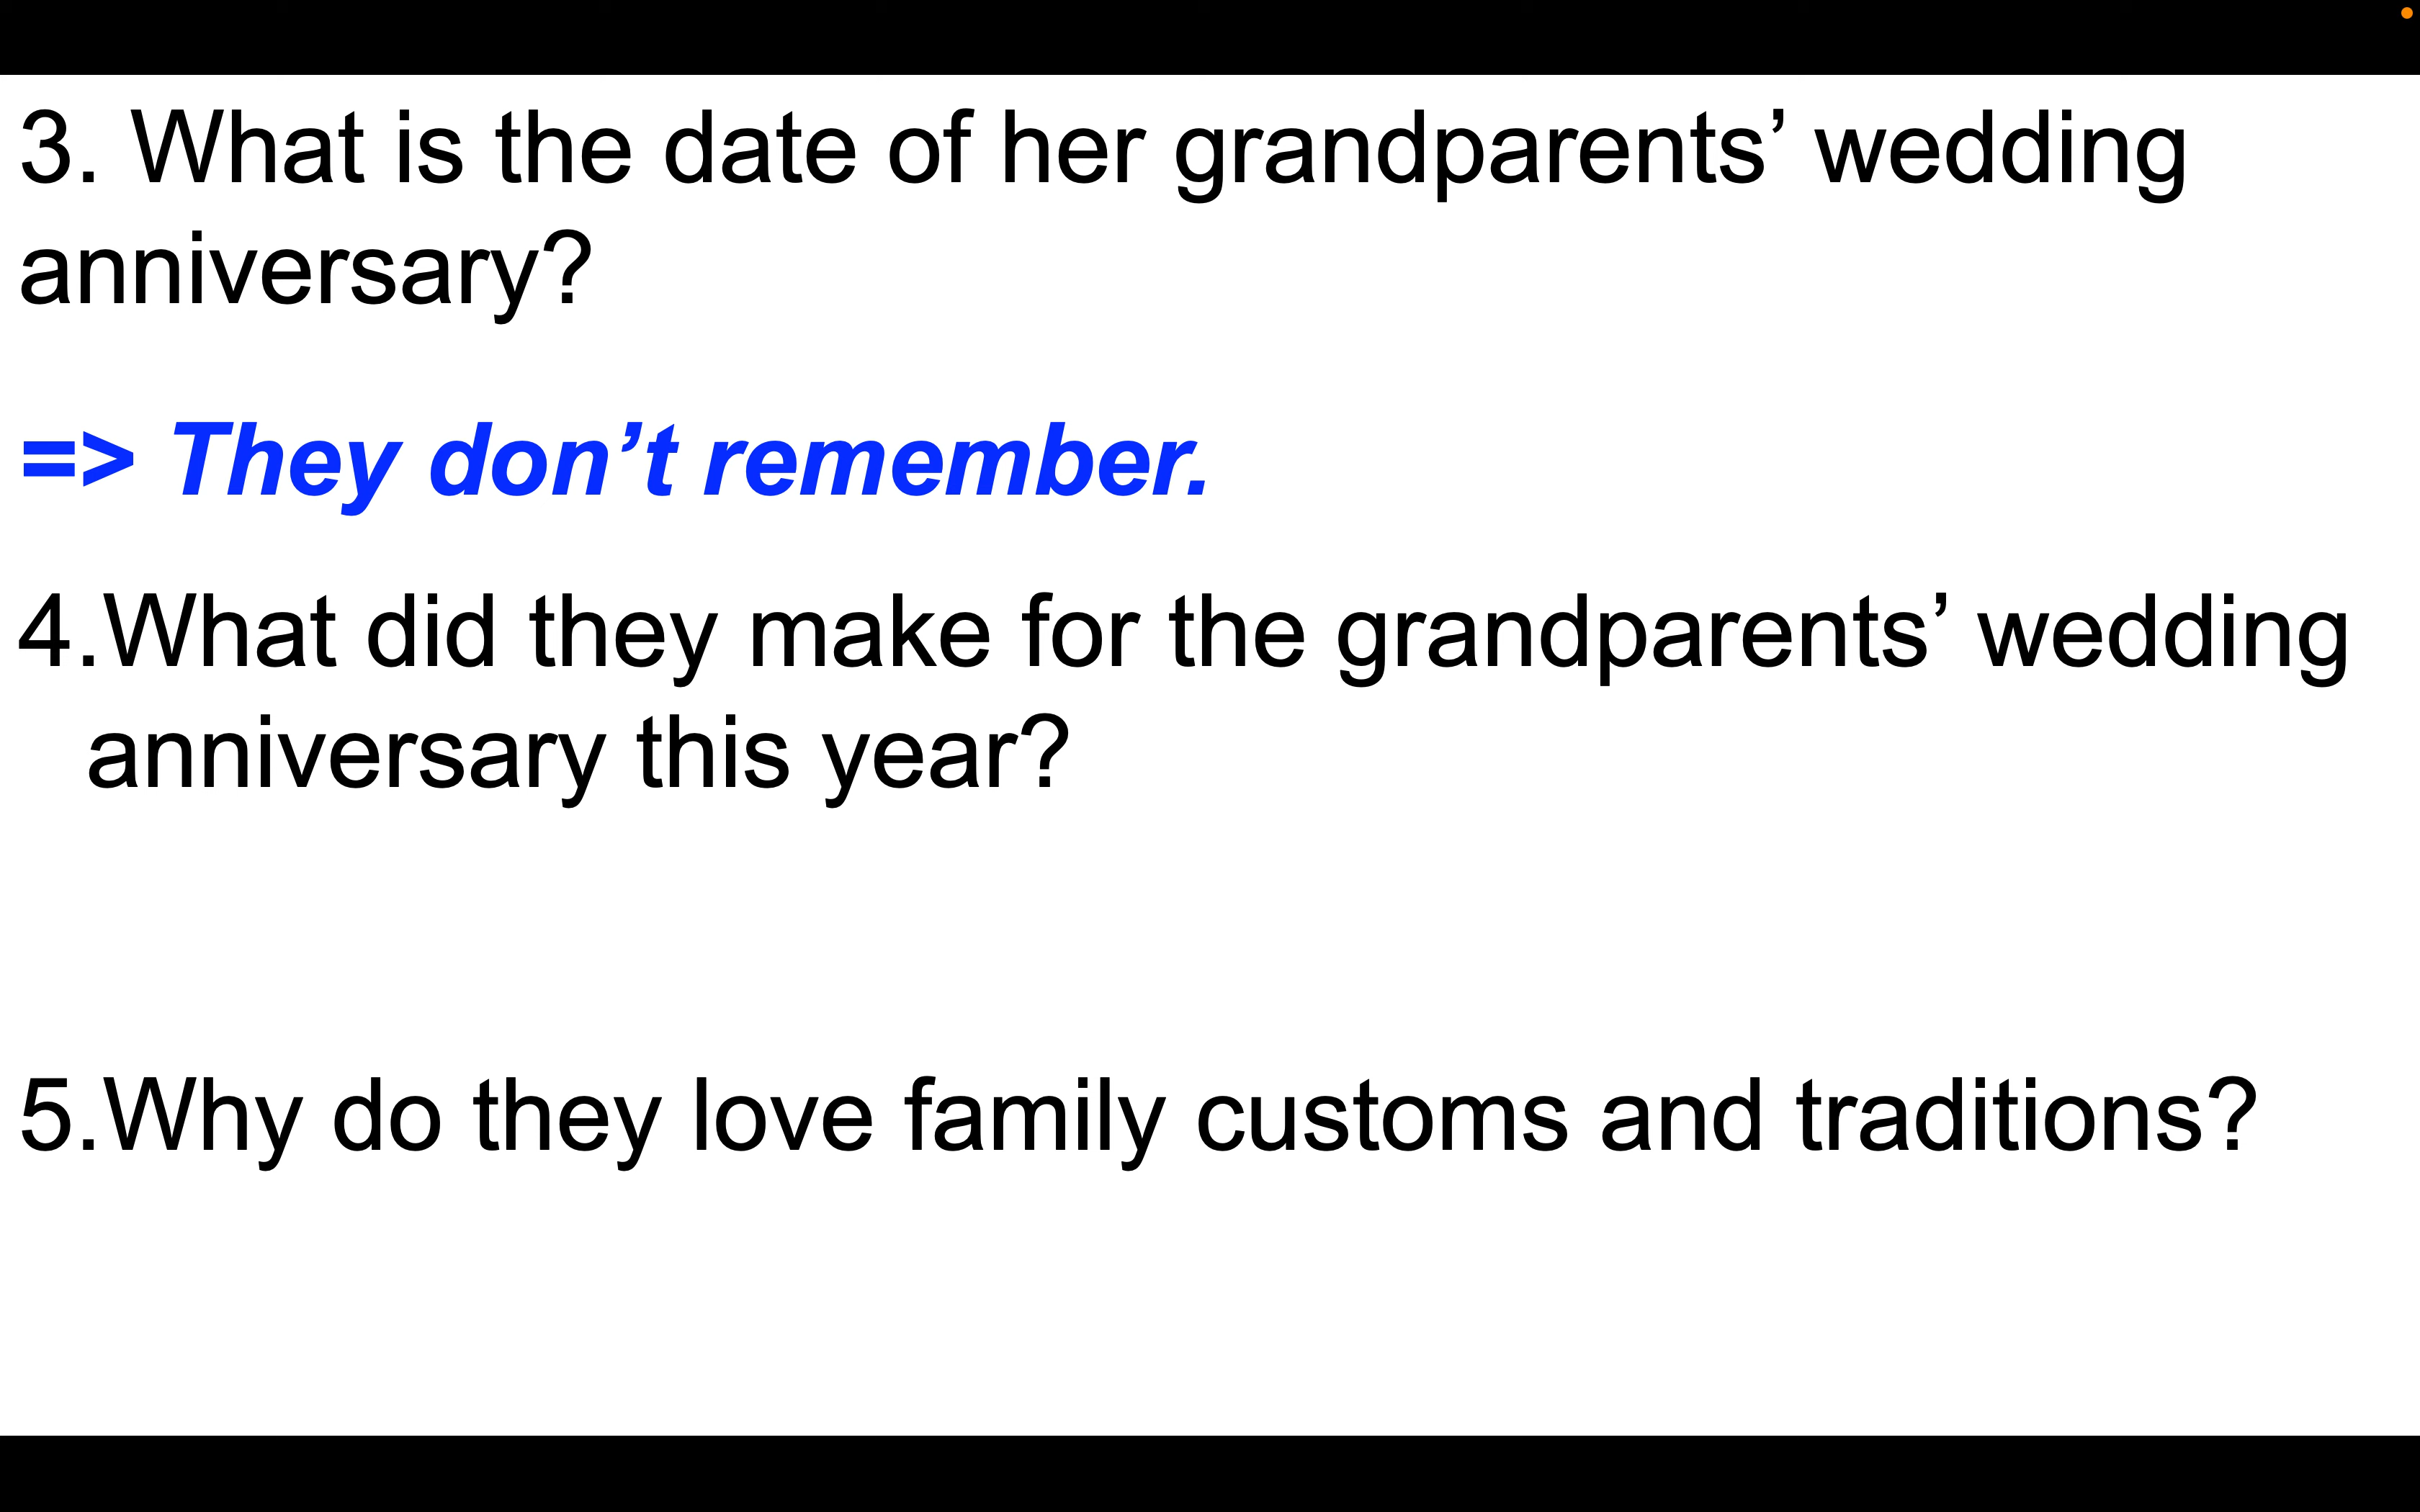 3. What is the date of her grandparents’ wedding
anniversary?
=> They don’t remember.
4.What did they make for the grandparents’ wedding
anniversary this year?
5.Why do they love family customs and traditions?